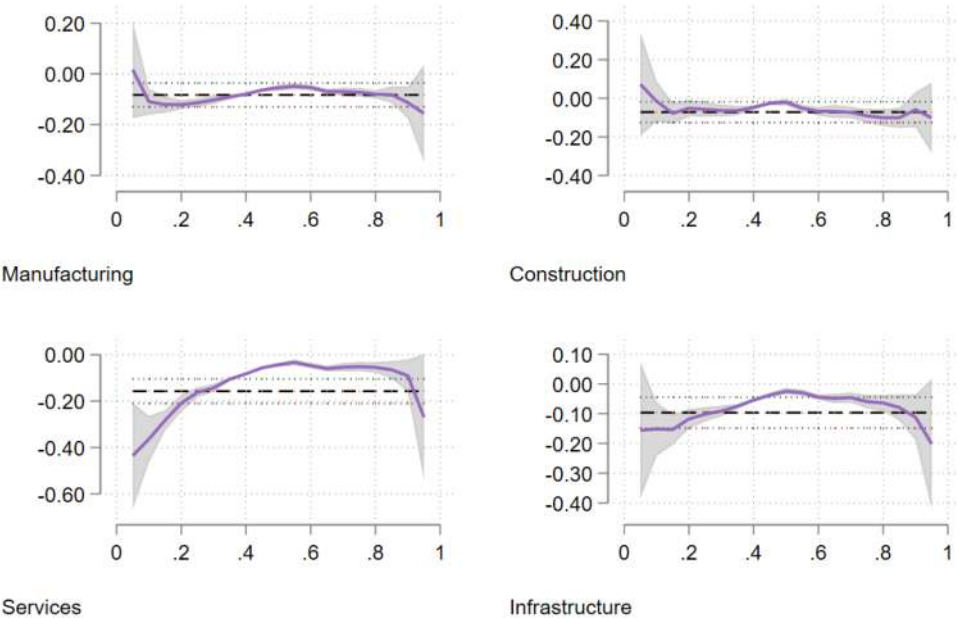 0.20
0.00
-0.20
-0.40
0 .2 .4 .6 .8 1
Manufacturing
0.40
0.20
0.00
-0.20
-0.40
0 .2 .4 .6 .8 1
Construction
0.00
-0.20
-0.40
-0.60
0 .2 .4 .6 .8 1
Services
0.10
0.00
-0.10
-0.20
-0.30
-0.40
0 .2 .4 .6 .8 1
Infrastructure